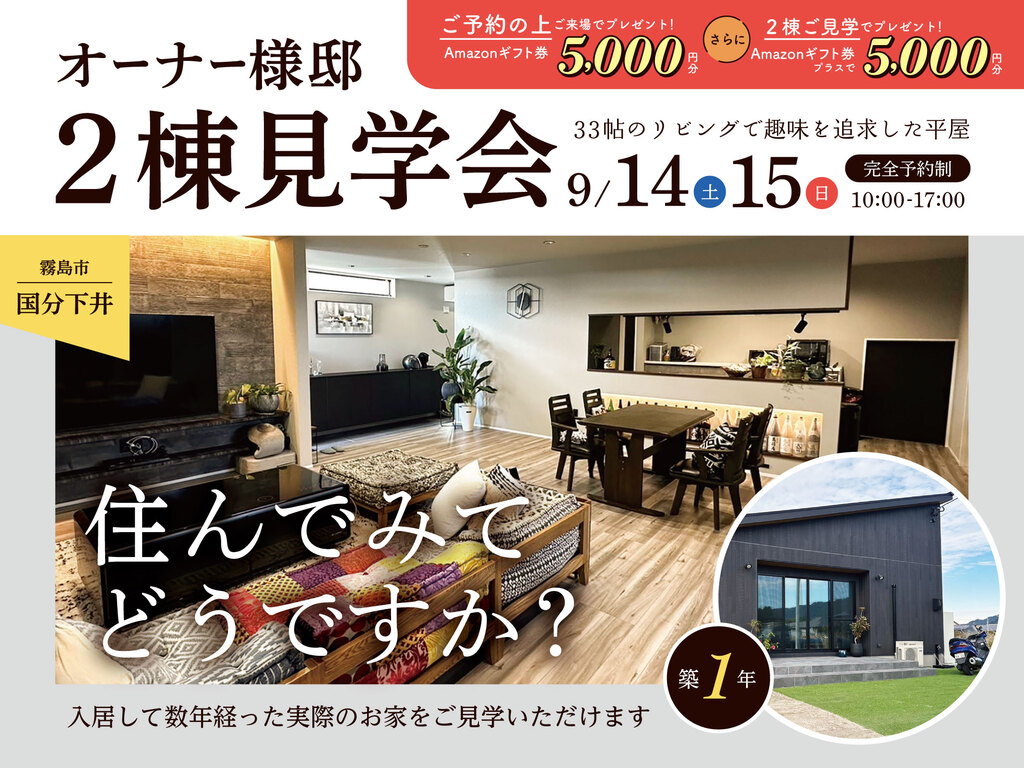 ご予約の上ご来場でプレゼント!
Amazonギフト券 5,000円分
さらに
2棟ご見学でプレゼント!
Amazonギフト券 プラスで 5,000円分
オーナー様邸
2棟見学会
33帖のリビングで趣味を追求した平屋
9/14土15日
完全予約制
10:00-17:00
霧島市
国分下井
住んでみて
どうですか?
築1年
入居して数年経った実際のお家をご見学いただけます